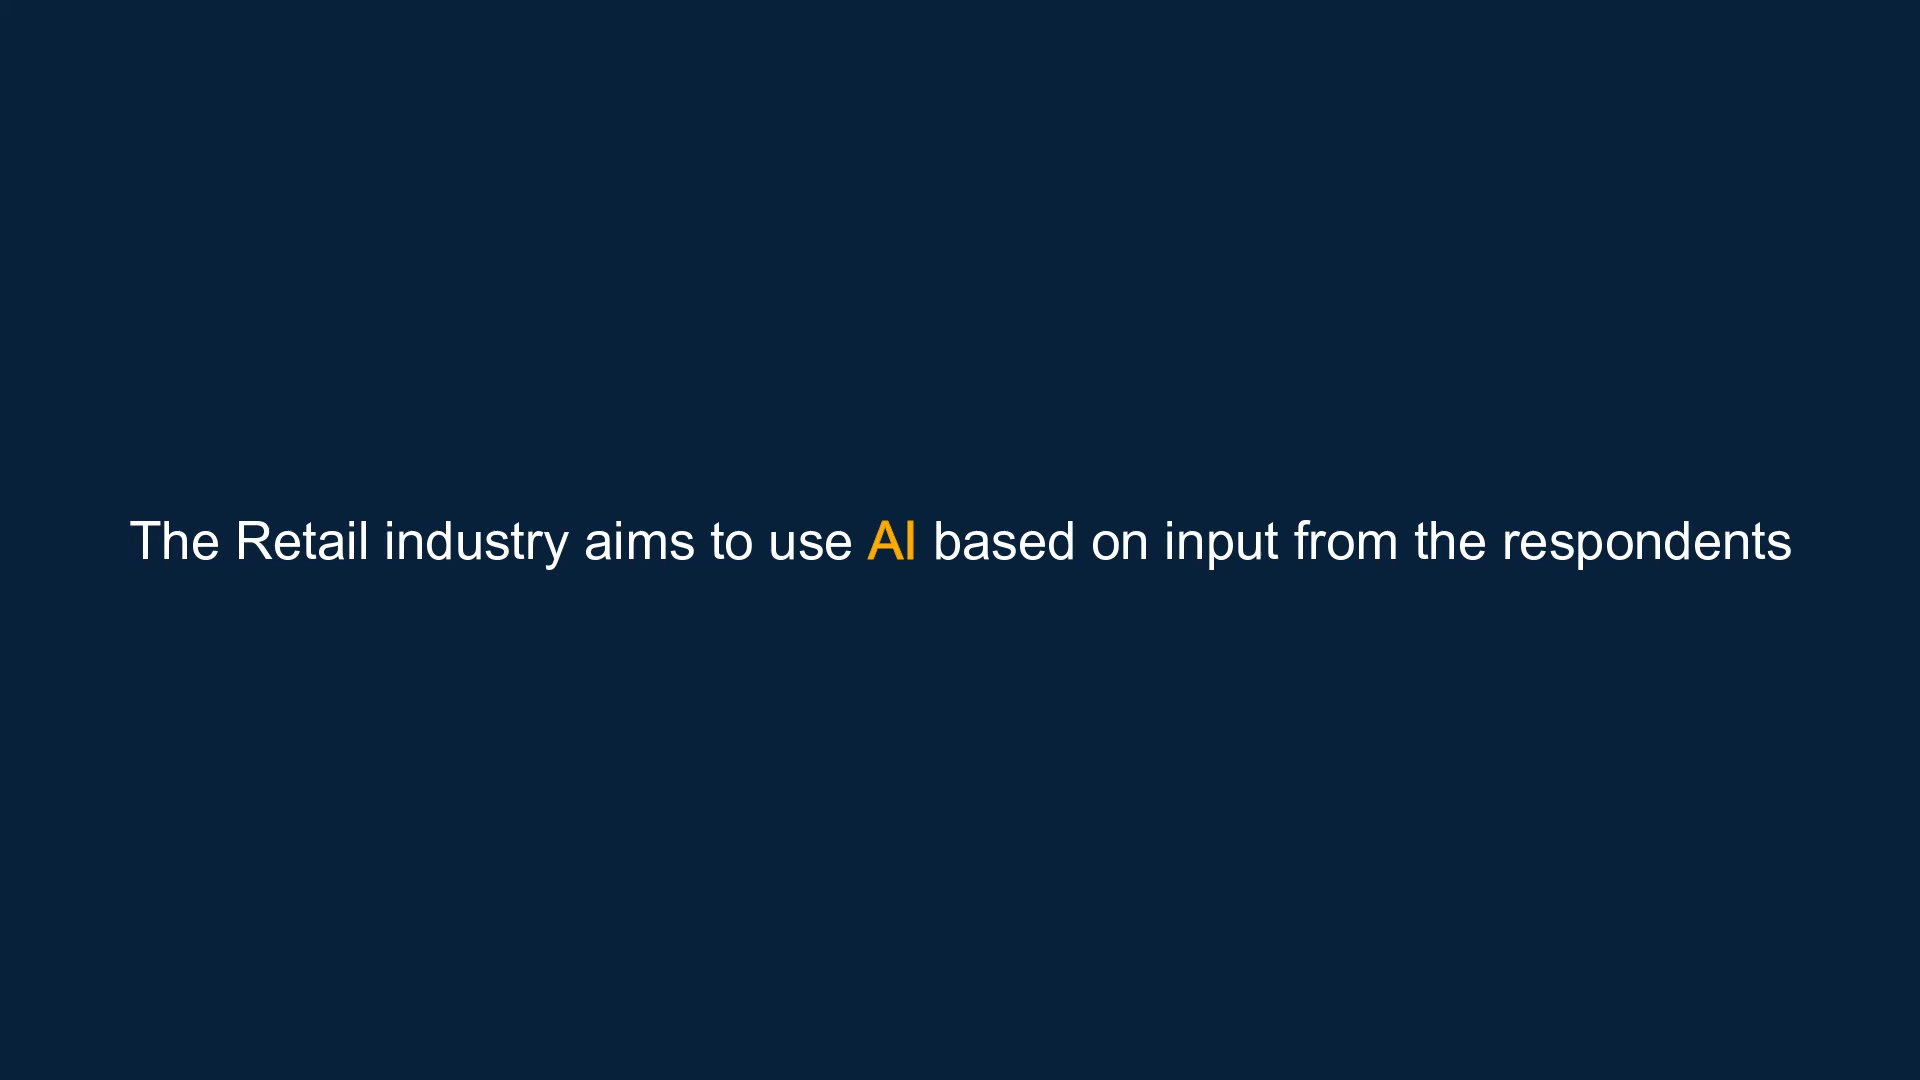 The Retail industry aims to use AI based on input from the respondents